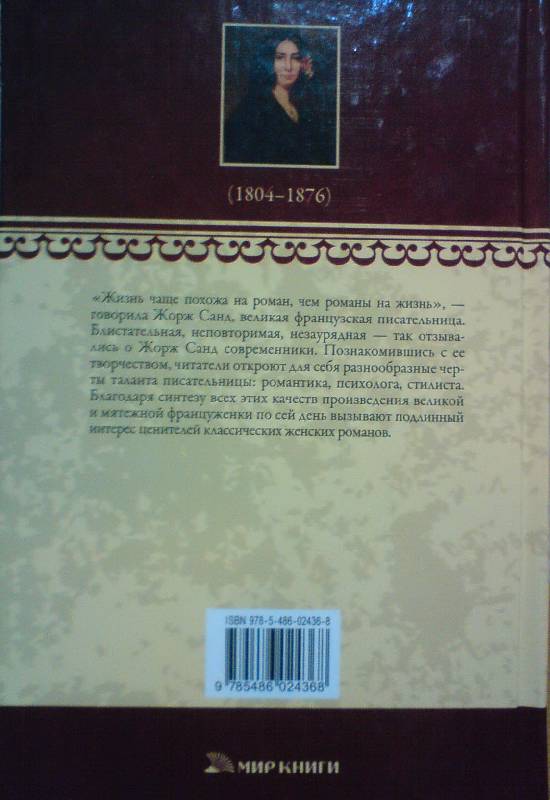 (1804–1876)
«Жизнь чаще похожа на роман, чем романы на жизнь», —
говорила Жорж Санд, великая французская писательница.
Блистательная, неповторимая, незаурядная — так отзыва-
лись о Жорж Санд современники. Познакомившись с ее
творчеством, читатели откроют для себя разнообразные чер-
ты таланта писательницы: романтика, психолога, стилиста.
Благодаря синтезу всех этих качеств произведения великой
и мятежной француженки по сей день вызывают подлинный
интерес ценителей классических женских романов.
ISBN 978-5-486-02436-8
9 785486 024368
МИР КНИГИ